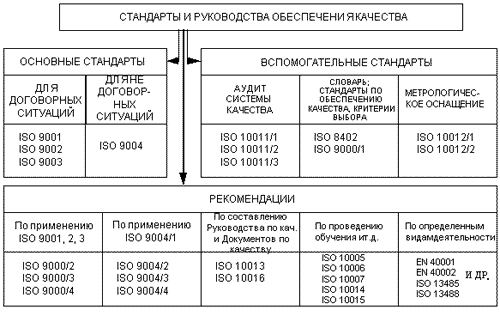 СТАНДАРТЫ И РУКОВОДСТВА ОБЕСПЕЧЕНИ ЯКАЧЕСТВА
ОСНОВНЫЕ СТАНДАРТЫ
ДЛЯ
ДОГОВОРНЫХ
СИТУАЦИЙ
ДЛ ЯНЕ
ДОГОВОР-
НЫХ
СИТУАЦИЙ
ISO 9001
ISO 9002
ISO 9003
ISO 9004
ВСПОМОГАТЕЛЬНЫЕ СТАНДАРТЫ
АУДИТ
СИСТЕМЫ
КАЧЕСТВА
СЛОВАРЬ;
СТАНДАРТЫ ПО
ОБЕСПЕЧЕНИЮ
КАЧЕСТВА, КРИТЕРИИ
ВЫБОРА
МЕТРОЛОГИЧЕС-
КОЕ ОСНАЩЕНИЕ
ISO 10011/1
ISO 10011/2
ISO 10011/3
ISO 8402
ISO 9000/1
ISO 10012/1
ISO 10012/2
РЕКОМЕНДАЦИИ
По применению
ISO 9001, 2, 3
По применению
ISO 9004/1
По составлению
Руководства по кач.
и Документов по
качеству
По проведению
обучения ит.д.
По определенным
видамдеятельности
ISO 9000/2
ISO 9000/3
ISO 9000/4
ISO 9004/2
ISO 9004/3
ISO 9004/4
ISO 10013
ISO 10016
ISO 10005
ISO 10006
ISO 10007
ISO 10014
ISO 10015
EN 40001
EN 40002 и др.
ISO 13485
ISO 13488